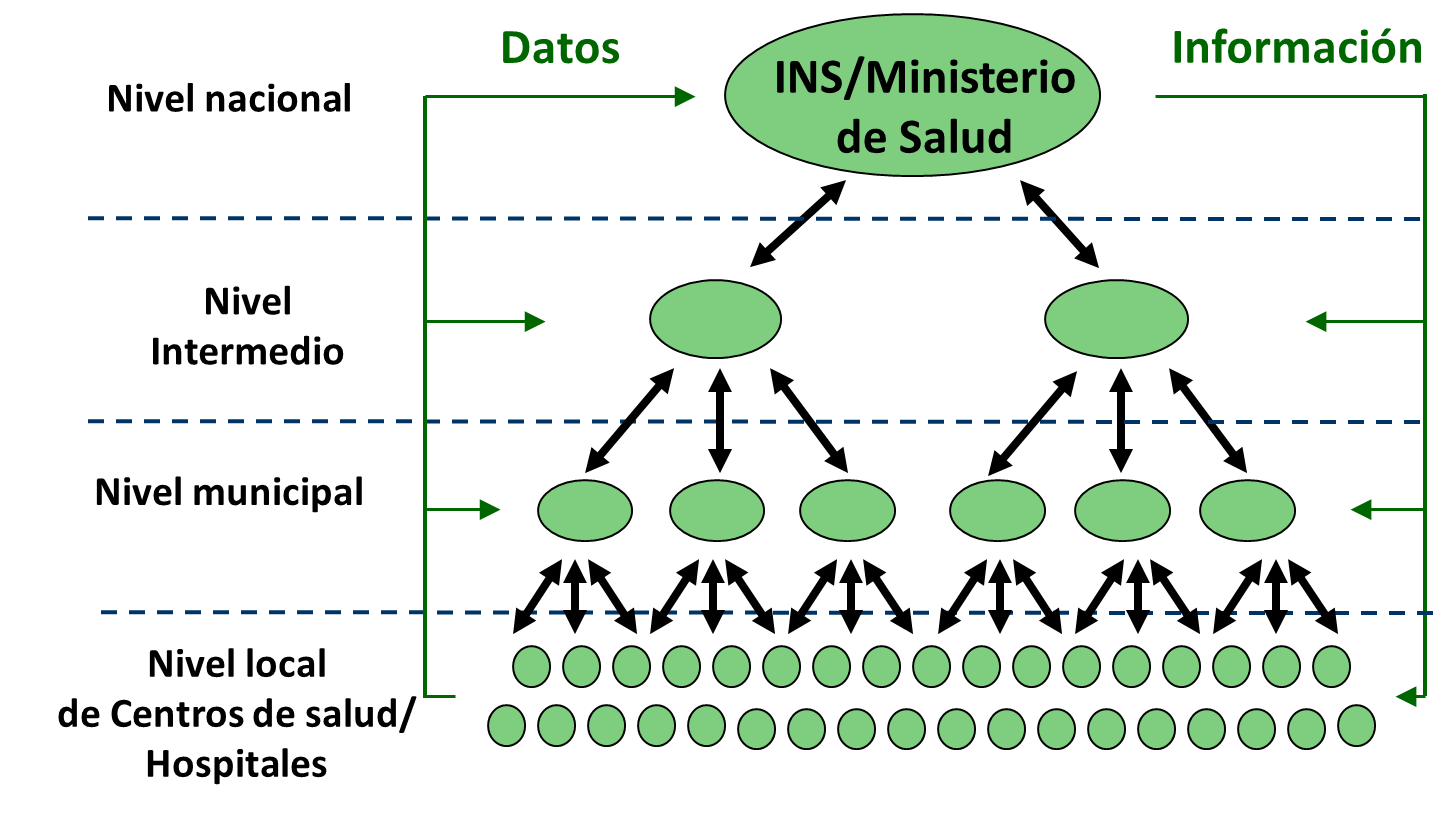 Datos
INS/Ministerio
de Salud
Información
Nivel nacional
Nivel
Intermedio
Nivel municipal
Nivel local
de Centros de salud/
Hospitales